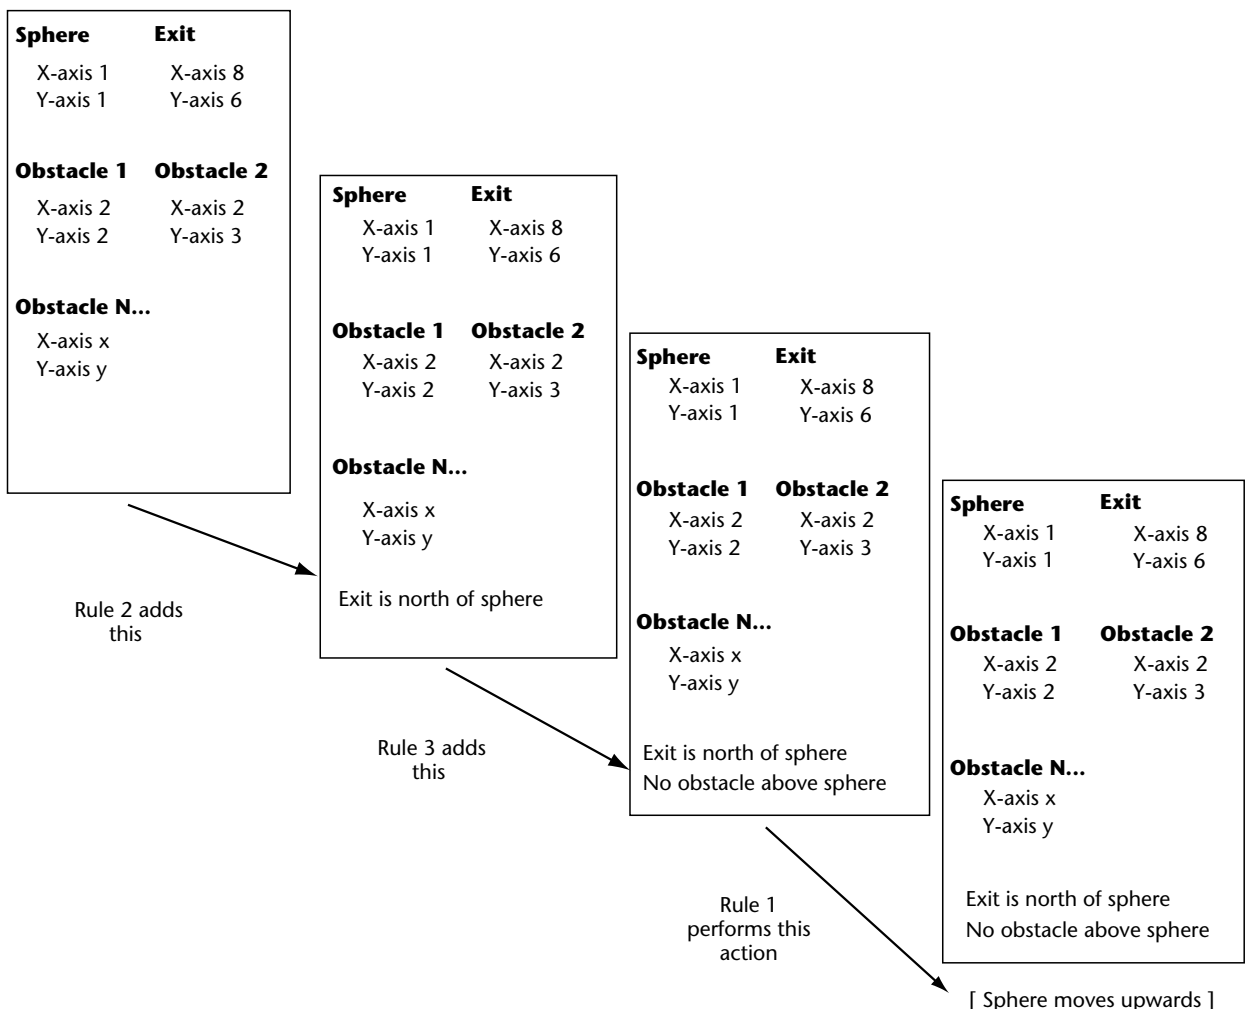 Sphere Exit
X-axis 1 X-axis 8
Y-axis 1 Y-axis 6
Obstacle 1 Obstacle 2
X-axis 2 X-axis 2
Y-axis 2 Y-axis 3
Obstacle N...
X-axis x
Y-axis y
Rule 2 adds
this
Sphere Exit
X-axis 1 X-axis 8
Y-axis 1 Y-axis 6
Obstacle 1 Obstacle 2
X-axis 2 X-axis 2
Y-axis 2 Y-axis 3
Obstacle N...
X-axis x
Y-axis y
Exit is north of sphere
Rule 3 adds
this
Sphere Exit
X-axis 1 X-axis 8
Y-axis 1 Y-axis 6
Obstacle 1 Obstacle 2
X-axis 2 X-axis 2
Y-axis 2 Y-axis 3
Obstacle N...
X-axis x
Y-axis y
Exit is north of sphere
No obstacle above sphere
Rule 1
performs this
action
Sphere Exit
X-axis 1 X-axis 8
Y-axis 1 Y-axis 6
Obstacle 1 Obstacle 2
X-axis 2 X-axis 2
Y-axis 2 Y-axis 3
Obstacle N...
X-axis x
Y-axis y
Exit is north of sphere
No obstacle above sphere
[ Sphere moves upwards ]